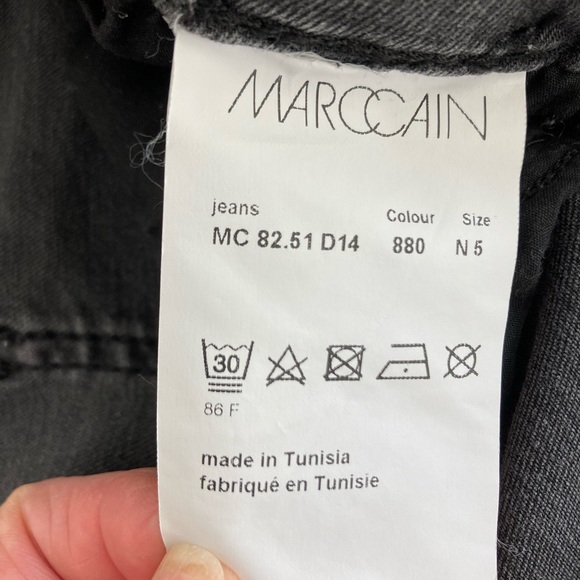 MARCCAIN
jeans Colour Size
MC 82.51 D14 880 N 5
30
86 F
made in Tunisia
fabriqué en Tunisie